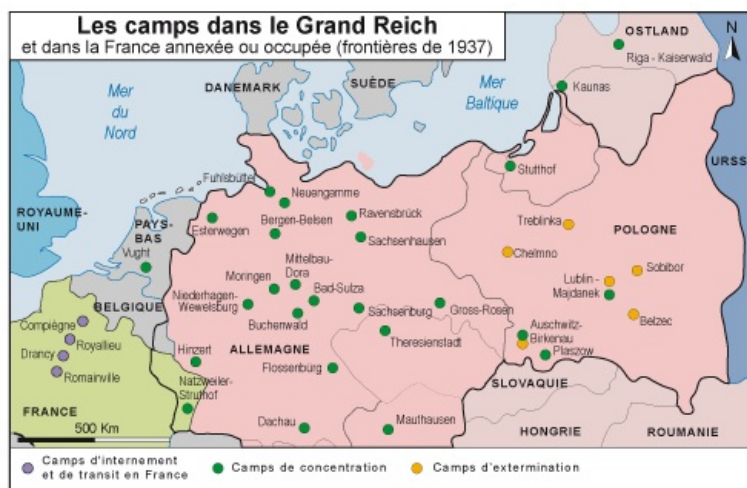 Les camps dans le Grand Reich
et dans la France annexée ou occupée (frontières de 1937)
OSTLAND
N
Riga - Kaiserwald
Mer
du
Nord
DANEMARK
SUÈDE
Mer
Baltique
Kaunas
URSS
Stutthof
Fuhlsbüttel
Neuengamme
ROYAUME-
UNI
PAYS-
BAS
Esterwegen
Bergen-Belsen
Ravensbrück
Treblinka
POLOGNE
Vught
Sachsenhausen
Chelmno
Sobibor
Mittelbau-
Dora
Moringen
Bad-Sulza
Lublin -
Majdanek
BELGIQUE
Niederhagen-
Wewelsburg
Gross-Rosen
Belzec
Compiègne
Buchenwald
Sachsenburg
Auschwitz-
Birkenau
Royallieu
Theresienstadt
Drancy
Hinzert
ALLEMAGNE
Plaszow
Romainville
Flossenbürg
Natzweiler-
Struthof
SLOVAQUIE
FRANCE
500 Km
Dachau
Mauthausen
HONGRIE
ROUMANIE
Camps d'internement
et de transit en France
Camps de concentration
Camps d'extermination